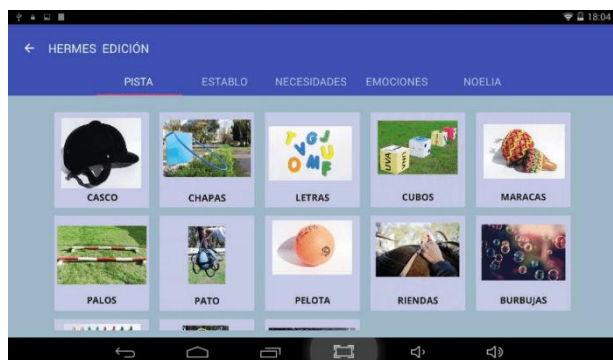 18:04
HERMES EDICIÓN
PISTA ESTABLO NECESIDADES EMOCIONES NOELIA
CASCO CHAPAS LETRAS CUBOS MARACAS
PALOS PATO PELOTA RIENDAS BURBUJAS